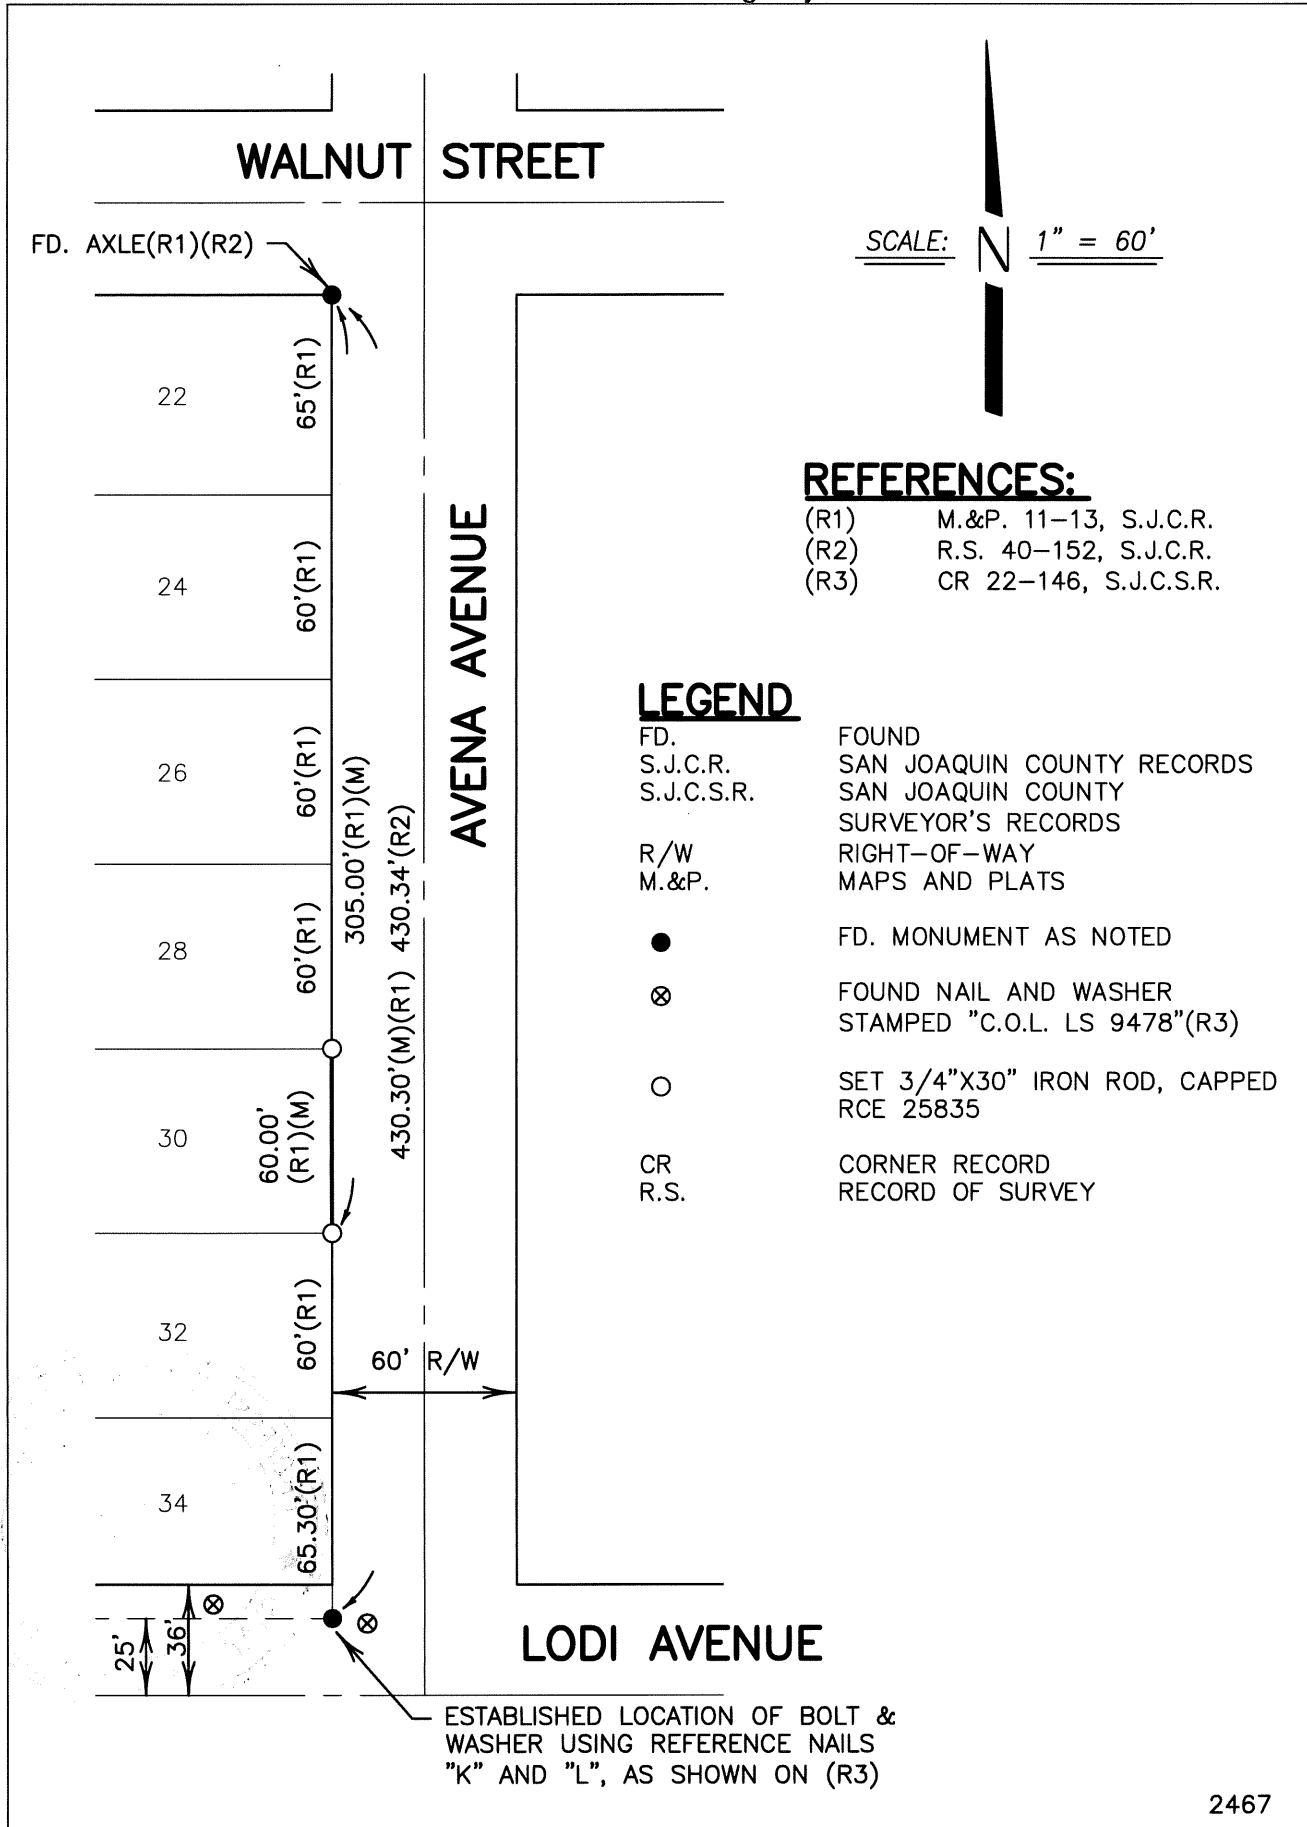 WALNUT STREET
FD. AXLE(R1)(R2)
SCALE: N 1" = 60'
22
65'(R1)
24
60'(R1)
26
60'(R1)
28
60'(R1)
30
60.00'
(R1)(M)
32
60'(R1)
34
65.30'(R1)
305.00'(R1)(M)
430.30'(M)(R1) 430.34'(R2)
AVENA AVENUE
60' R/W
25'
36'
LODI AVENUE
ESTABLISHED LOCATION OF BOLT &
WASHER USING REFERENCE NAILS
"K" AND "L", AS SHOWN ON (R3)
REFERENCES:
(R1) M.&P. 11-13, S.J.C.R.
(R2) R.S. 40-152, S.J.C.R.
(R3) CR 22-146, S.J.C.S.R.
LEGEND
FD. FOUND
S.J.C.R. SAN JOAQUIN COUNTY RECORDS
S.J.C.S.R. SAN JOAQUIN COUNTY
SURVEYOR'S RECORDS
R/W RIGHT-OF-WAY
M.&P. MAPS AND PLATS
FD. MONUMENT AS NOTED
FOUND NAIL AND WASHER
STAMPED "C.O.L. LS 9478"(R3)
SET 3/4"X30" IRON ROD, CAPPED
RCE 25835
CR CORNER RECORD
R.S. RECORD OF SURVEY
2467